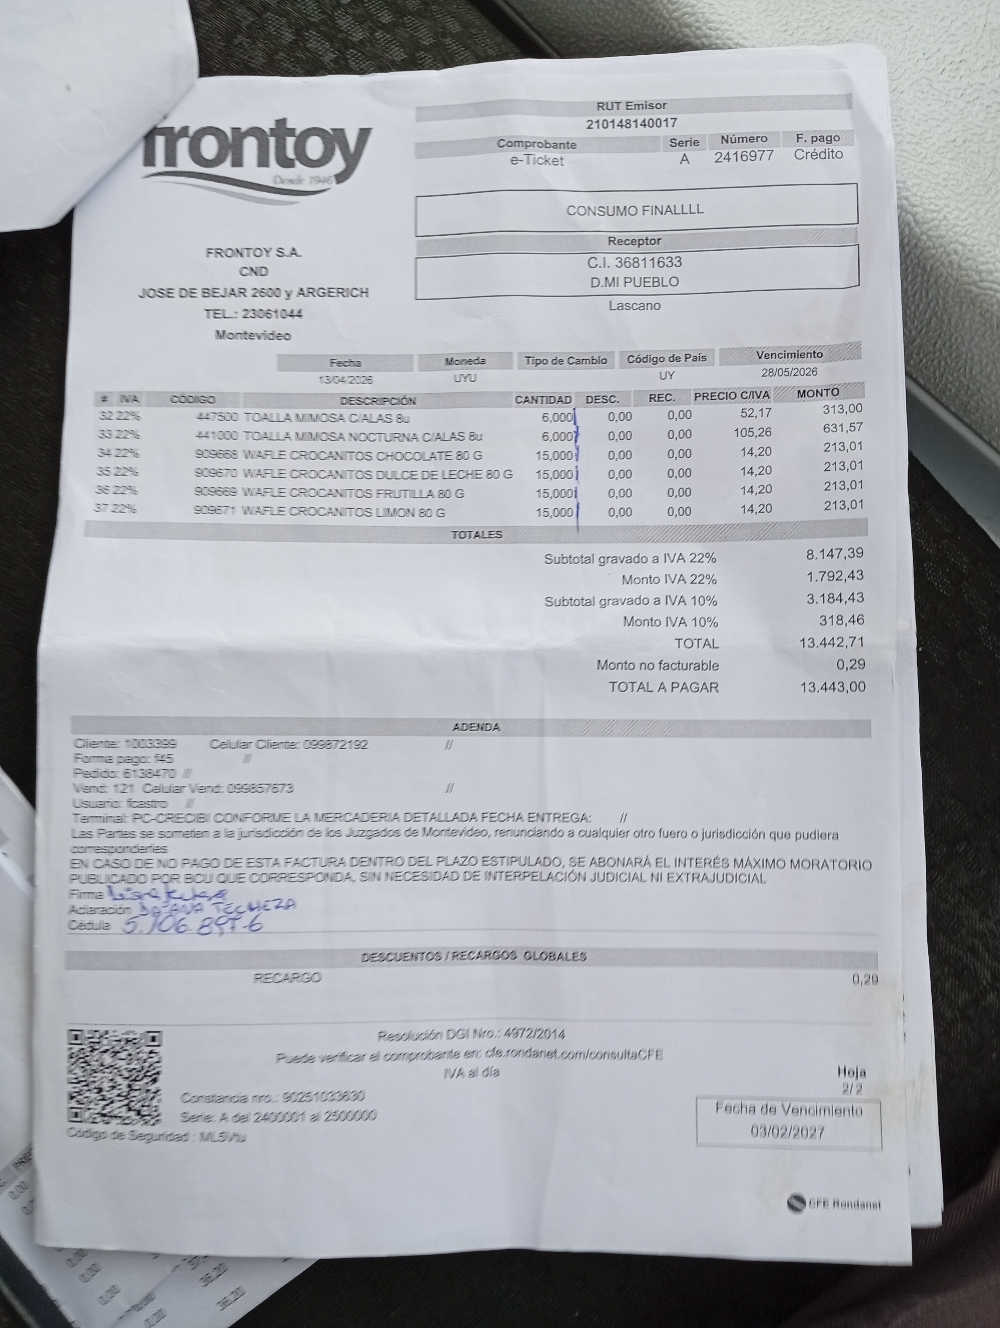 frontoy
Desde 1946
RUT Emisor
210148140017
Comprobante Serie Número F. pago
e-Ticket A 2416977 Crédito
CONSUMO FINALLLL
Receptor
C.I. 36811633
D.MI PUEBLO
Lascano
FRONTOY S.A.
CND
JOSE DE BEJAR 2600 y ARGERICH
TEL.: 23061044
Montevideo
Fecha Moneda Tipo de Cambio Código de País Vencimiento
13/04/2026 UYU UY 28/05/2026
# IVA CÓDIGO DESCRIPCIÓN CANTIDAD DESC. REC. PRECIO C/IVA MONTO
32 22% 447500 TOALLA MIMOSA C/ALAS 8u 6,000 0,00 0,00 52,17 313,00
33 22% 441000 TOALLA MIMOSA NOCTURNA C/ALAS 8u 6,000 0,00 0,00 105,26 631,57
34 22% 909668 WAFLE CROCANITOS CHOCOLATE 80 G 15,000 0,00 0,00 14,20 213,01
35 22% 909670 WAFLE CROCANITOS DULCE DE LECHE 80 G 15,000 0,00 0,00 14,20 213,01
36 22% 909669 WAFLE CROCANITOS FRUTILLA 80 G 15,000 0,00 0,00 14,20 213,01
37 22% 909671 WAFLE CROCANITOS LIMON 80 G 15,000 0,00 0,00 14,20 213,01
TOTALES
Subtotal gravado a IVA 22% 8.147,39
Monto IVA 22% 1.792,43
Subtotal gravado a IVA 10% 3.184,43
Monto IVA 10% 318,46
TOTAL 13.442,71
Monto no facturable 0,29
TOTAL A PAGAR 13.443,00
ADENDA
Cliente: 1003399 Celular Cliente: 099872192 //
Forma pago: f45 //
Pedido: 6138470 //
Vend: 121 Celular Vend: 099857673 //
Usuario: fcastro //
Terminal: PC-CRECIBI CONFORME LA MERCADERIA DETALLADA FECHA ENTREGA: //
Las Partes se someten a la jurisdicción de los Juzgados de Montevideo, renunciando a cualquier otro fuero o jurisdicción que pudiera
corresponderles
EN CASO DE NO PAGO DE ESTA FACTURA DENTRO DEL PLAZO ESTIPULADO, SE ABONARÁ EL INTERÉS MÁXIMO MORATORIO
PUBLICADO POR BCU QUE CORRESPONDA, SIN NECESIDAD DE INTERPELACIÓN JUDICIAL NI EXTRAJUDICIAL
Firma
Aclaración DAIANA TECHEZA
Cédula 5.706.897-6
DESCUENTOS / RECARGOS GLOBALES
RECARGO 0,29
Resolución DGI Nro.: 4972/2014
Puede verificar el comprobante en: cfe.rondanet.com/consultaCFE
IVA al día
Constancia nro.: 90251033630
Serie: A del 2400001 al 2500000
Código de Seguridad :
Hoja
2/ 2
Fecha de Vencimiento
03/02/2027
CFE Rondanet
0,00
0,00
0,00
36,20
36,20